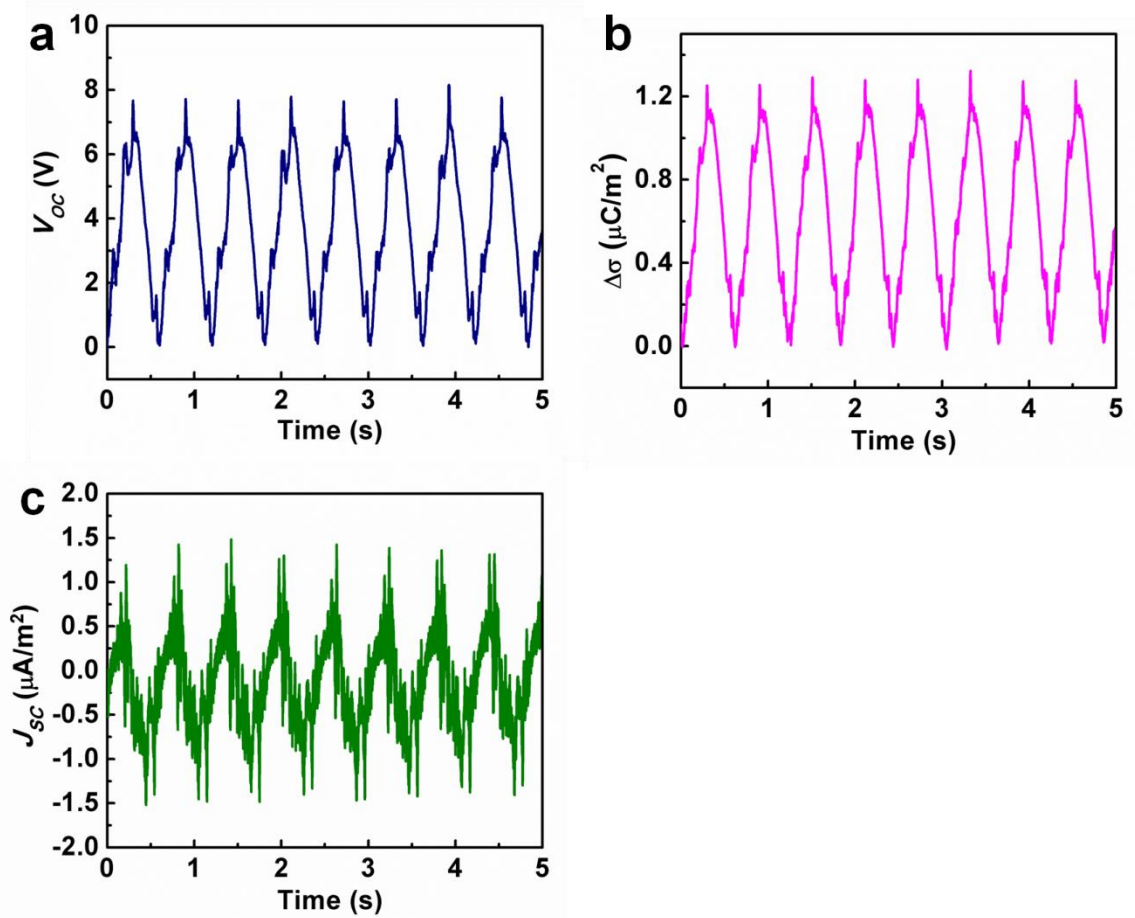 a
10
8
6
4
2
0
V_OC (V)
0 1 2 3 4 5
Time (s)
b
1.2
0.8
0.4
0.0
Δσ (μC/m²)
0 1 2 3 4 5
Time (s)
c
2.0
1.5
1.0
0.5
0.0
-0.5
-1.0
-1.5
-2.0
J_SC (μA/m²)
0 1 2 3 4 5
Time (s)